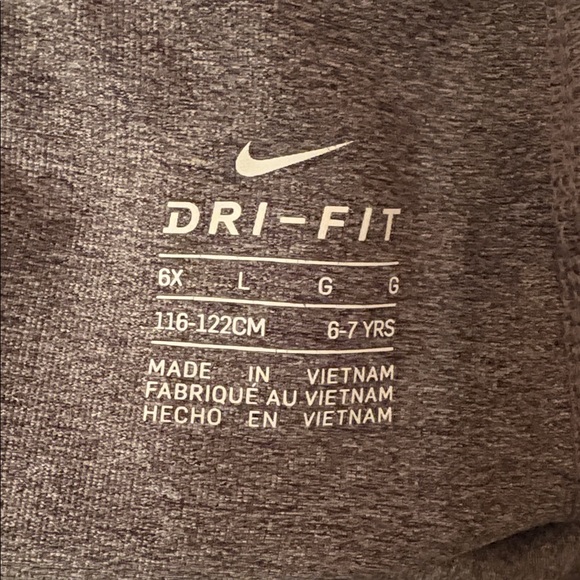 DRI-FIT
6X L G G
116-122CM 6-7 YRS
MADE IN VIETNAM
FABRIQUÉ AU VIETNAM
HECHO EN VIETNAM